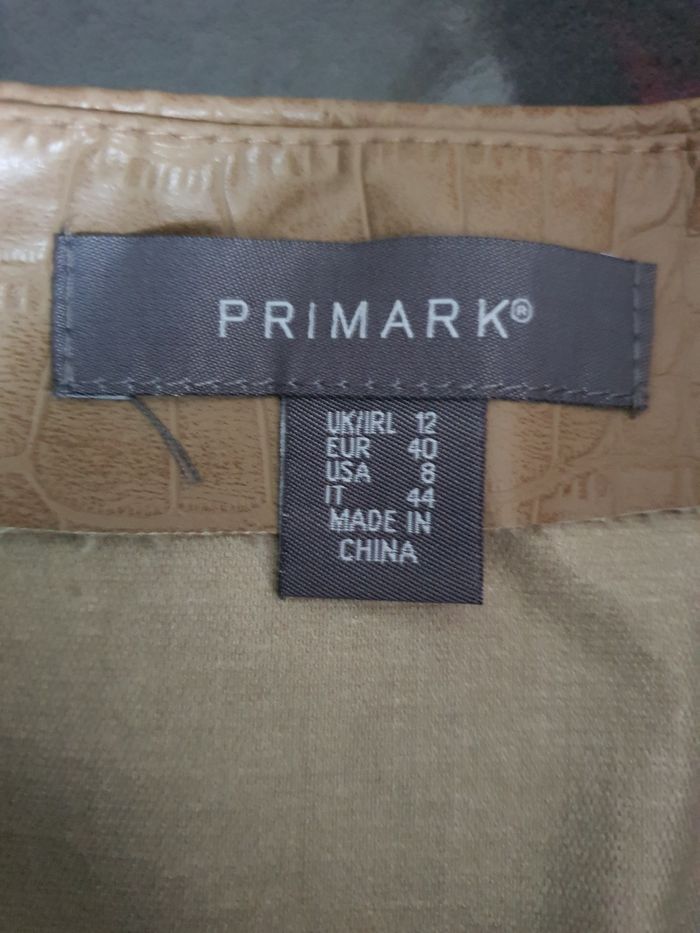 PRIMARK®
UK/IRL 12
EUR 40
USA 8
IT 44
MADE IN
CHINA